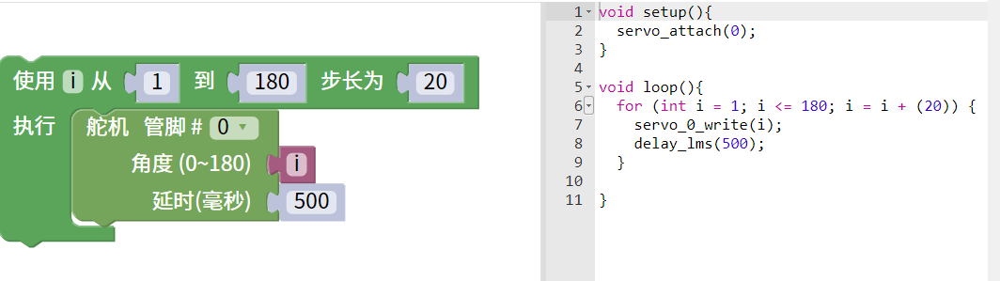 使用 i 从 1 到 180 步长为 20
执行 舵机 管脚 # 0
角度 (0~180) i
延时(毫秒) 500
1 void setup(){
2   servo_attach(0);
3 }
4
5 void loop(){
6   for (int i = 1; i <= 180; i = i + (20)) {
7     servo_0_write(i);
8     delay_lms(500);
9   }
10
11 }